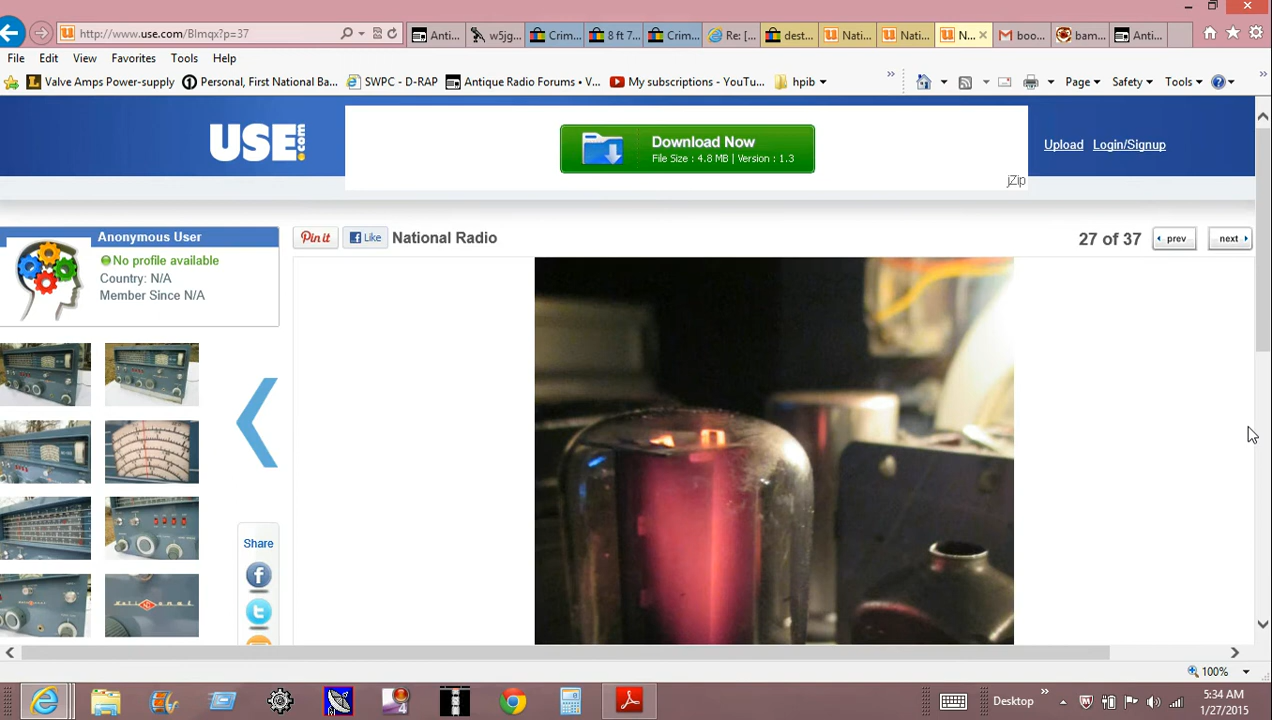 http://www.use.com/BImqx?p=37
Anti...
w5jg...
Crim...
8 ft 7...
Crim...
Re: [...
dest...
Nati...
Nati...
N...
boo...
bam...
Anti...
File Edit View Favorites Tools Help
Valve Amps Power-supply
Personal, First National Ba...
SWPC - D-RAP
Antique Radio Forums • V...
My subscriptions - YouTu...
hpib
Page
Safety
Tools
USE.com
Download Now
File Size : 4.8 MB | Version : 1.3
jZip
Upload Login/Signup
Anonymous User
No profile available
Country: N/A
Member Since N/A
Pin it
Like
National Radio
27 of 37
prev
next
Share
national
100%
Desktop
5:34 AM
1/27/2015